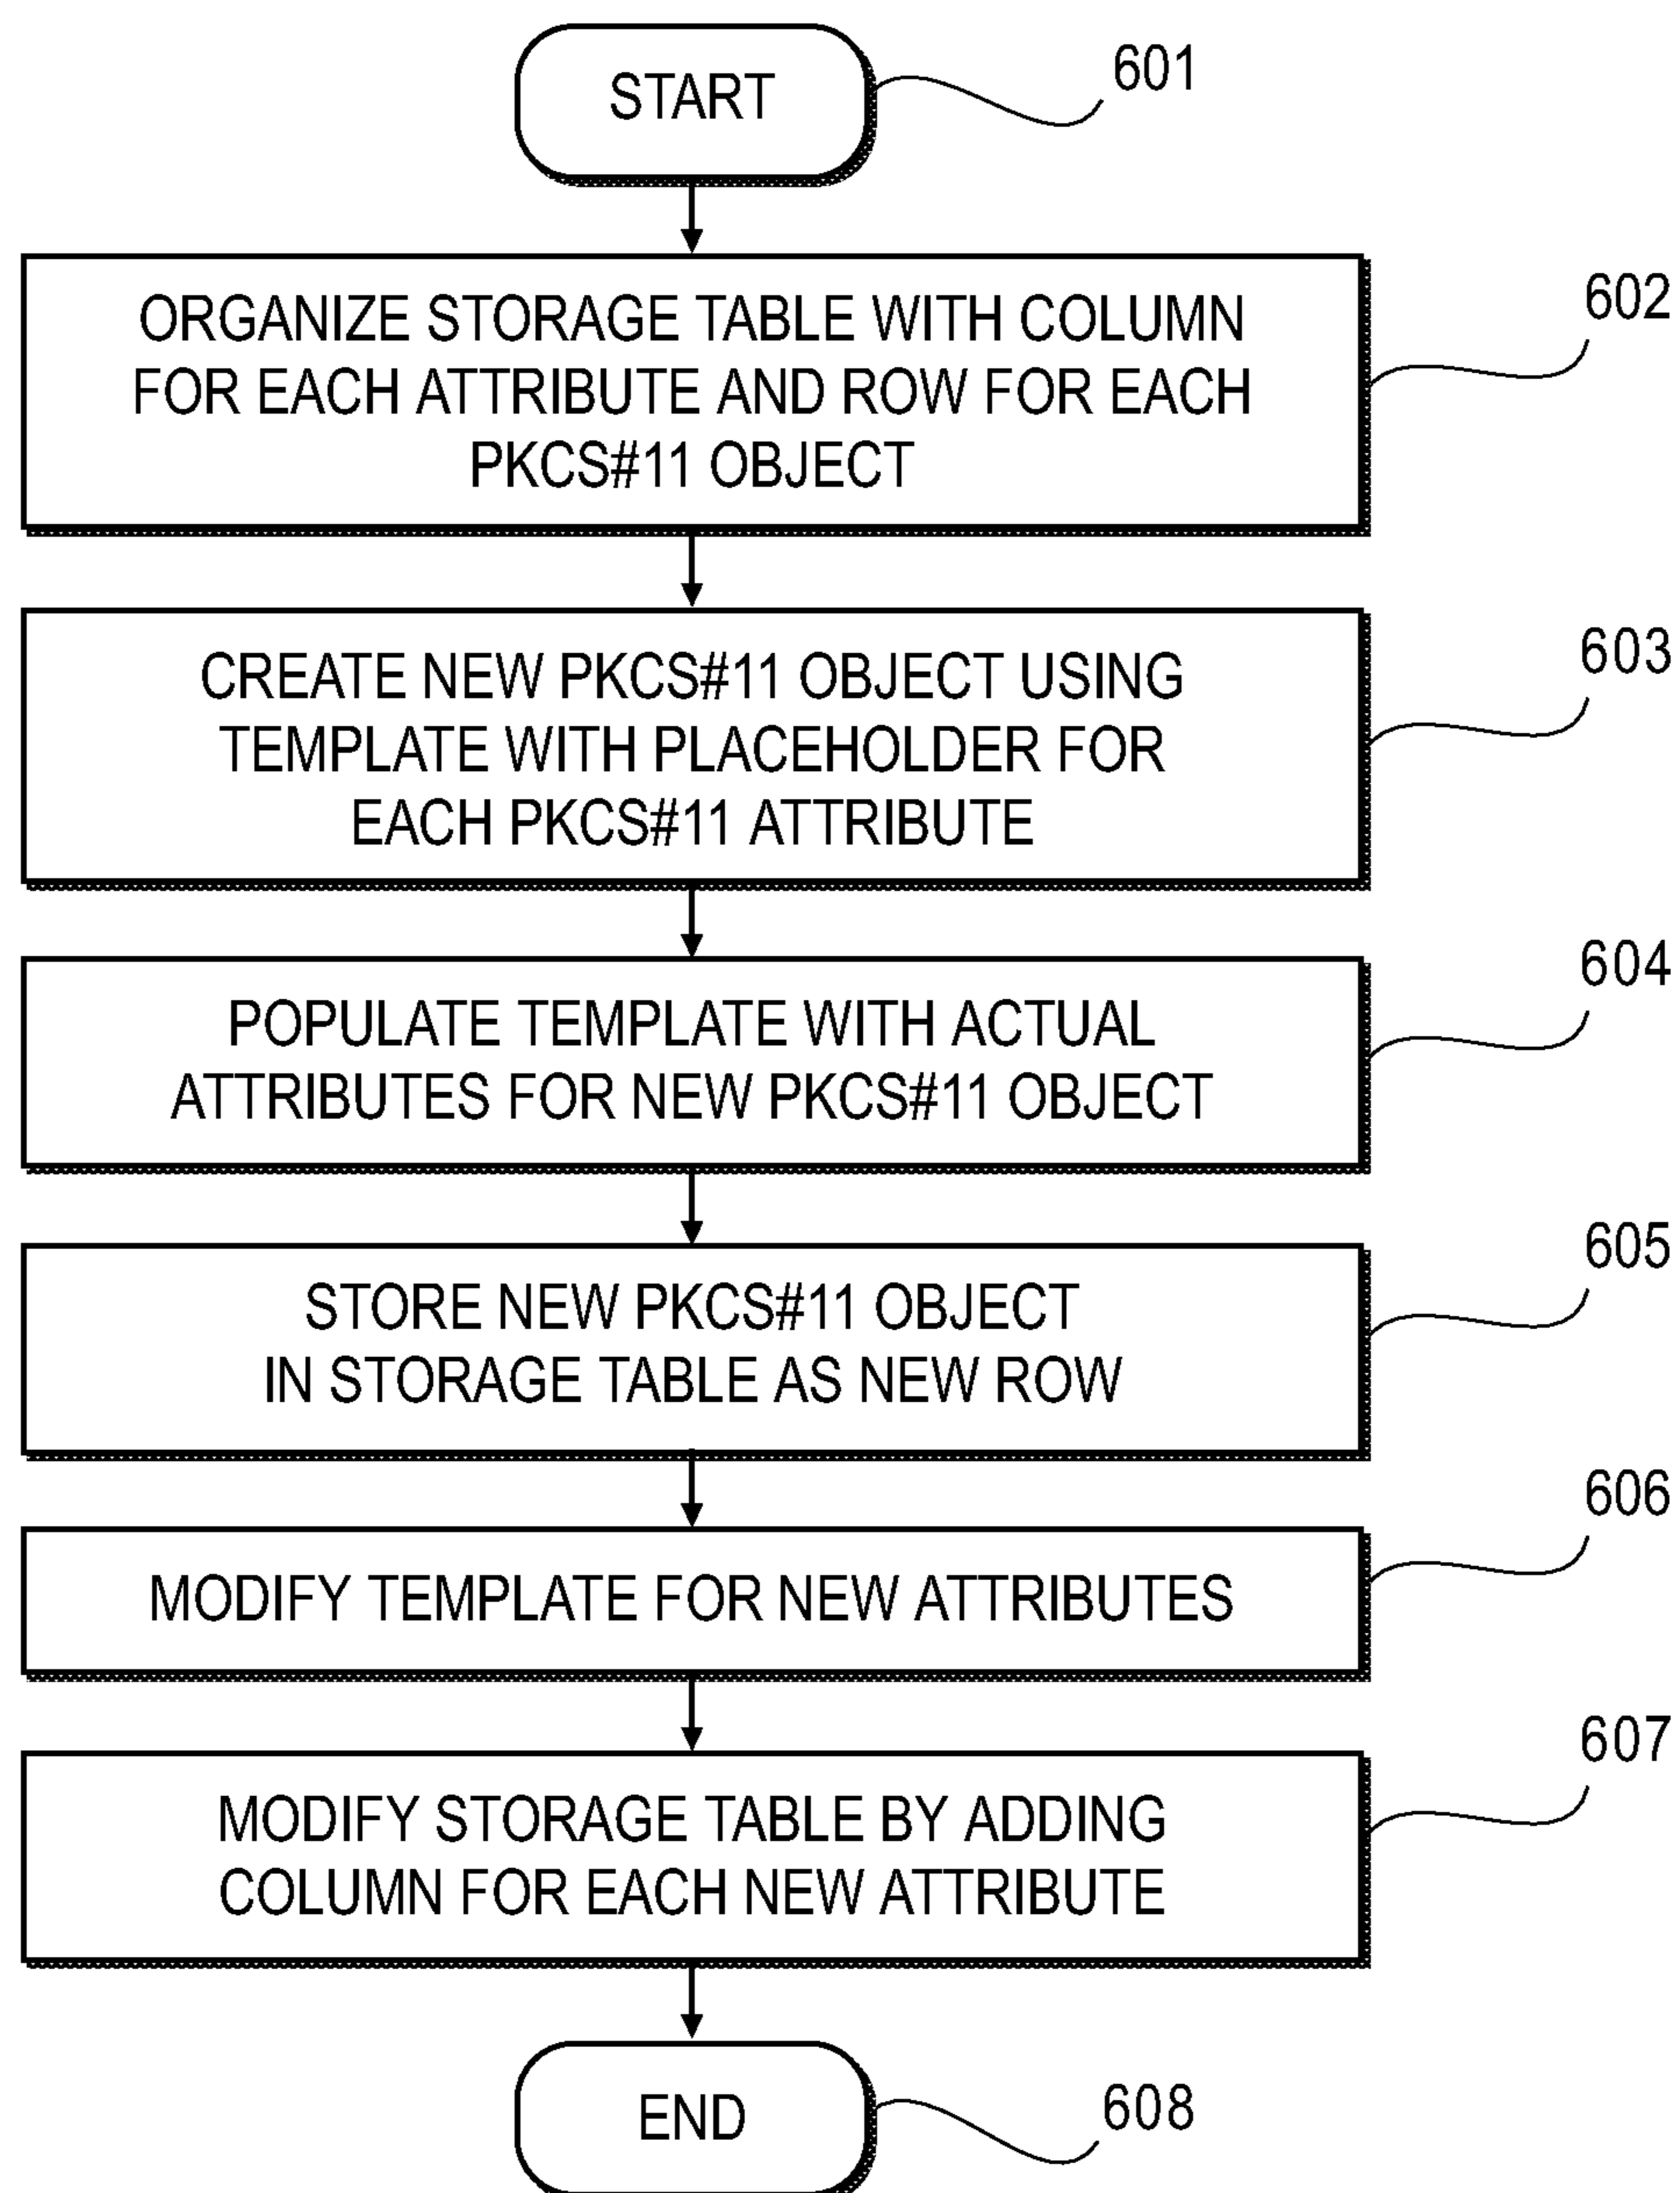 START
601
ORGANIZE STORAGE TABLE WITH COLUMN
FOR EACH ATTRIBUTE AND ROW FOR EACH
PKCS#11 OBJECT
602
CREATE NEW PKCS#11 OBJECT USING
TEMPLATE WITH PLACEHOLDER FOR
EACH PKCS#11 ATTRIBUTE
603
POPULATE TEMPLATE WITH ACTUAL
ATTRIBUTES FOR NEW PKCS#11 OBJECT
604
STORE NEW PKCS#11 OBJECT
IN STORAGE TABLE AS NEW ROW
605
MODIFY TEMPLATE FOR NEW ATTRIBUTES
606
MODIFY STORAGE TABLE BY ADDING
COLUMN FOR EACH NEW ATTRIBUTE
607
END
608